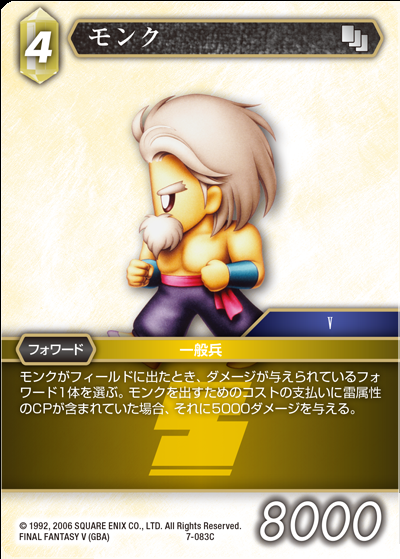 4
モンク
V
フォワード
一般兵
モンクがフィールドに出たとき、ダメージが与えられているフォ
ワード1体を選ぶ。モンクを出すためのコストの支払いに雷属性
のCPが含まれていた場合、それに5000ダメージを与える。
© 1992, 2006 SQUARE ENIX CO., LTD. All Rights Reserved.
FINAL FANTASY V (GBA)
7-083C
8000